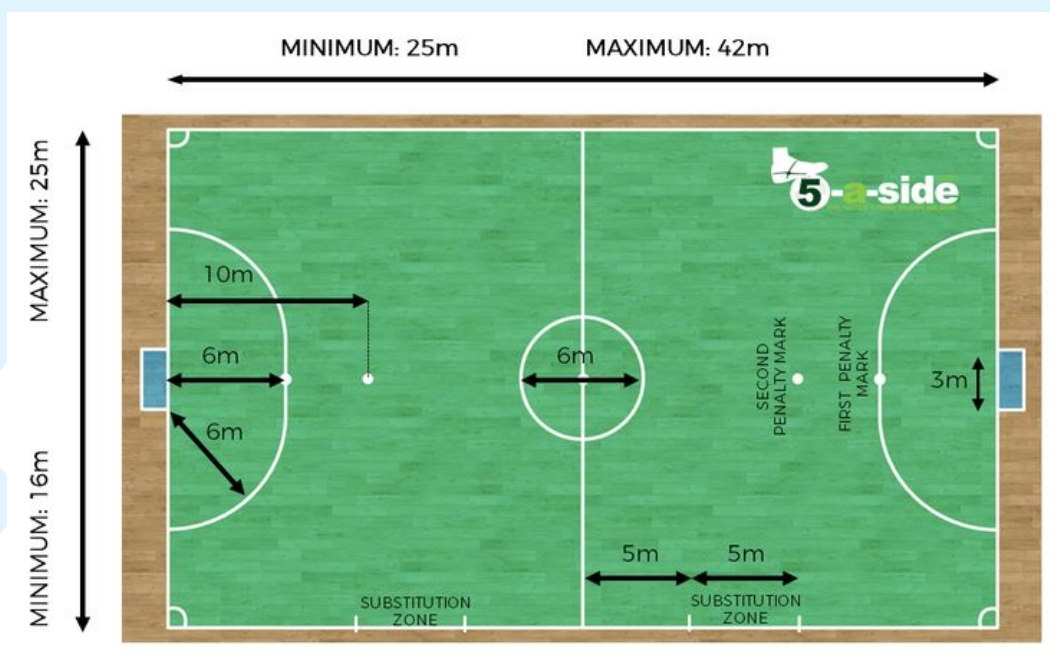 MINIMUM: 25m
MAXIMUM: 42m
MAXIMUM: 25m
MINIMUM: 16m
5-a-side
10m
6m
6m
6m
SECOND
PENALTY MARK
FIRST PENALTY
MARK
3m
5m
5m
SUBSTITUTION
ZONE
SUBSTITUTION
ZONE